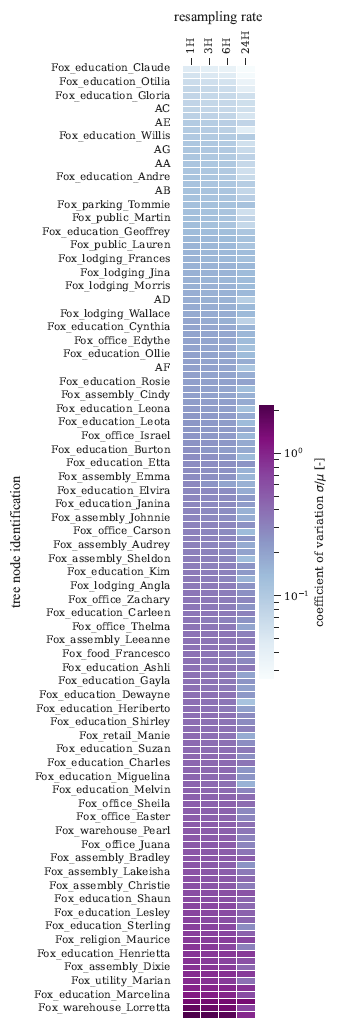 resampling rate
1H
3H
6H
24H
Fox_education_Claude
Fox_education_Otilia
Fox_education_Gloria
AC
AE
Fox_education_Willis
AG
AA
Fox_education_Andre
AB
Fox_parking_Tommie
Fox_public_Martin
Fox_education_Geoffrey
Fox_public_Lauren
Fox_lodging_Frances
Fox_lodging_Jina
Fox_lodging_Morris
AD
Fox_lodging_Wallace
Fox_education_Cynthia
Fox_office_Edythe
Fox_education_Ollie
AF
Fox_education_Rosie
Fox_assembly_Cindy
Fox_education_Leona
Fox_education_Leota
Fox_office_Israel
Fox_education_Burton
Fox_education_Etta
Fox_assembly_Emma
Fox_education_Elvira
Fox_education_Janina
Fox_assembly_Johnnie
Fox_office_Carson
Fox_assembly_Audrey
Fox_assembly_Sheldon
Fox_education_Kim
Fox_lodging_Angla
Fox_office_Zachary
Fox_education_Carleen
Fox_office_Thelma
Fox_assembly_Leeanne
Fox_food_Francesco
Fox_education_Ashli
Fox_education_Gayla
Fox_education_Dewayne
Fox_education_Heriberto
Fox_education_Shirley
Fox_retail_Manie
Fox_education_Suzan
Fox_education_Charles
Fox_education_Miguelina
Fox_education_Melvin
Fox_office_Sheila
Fox_office_Easter
Fox_warehouse_Pearl
Fox_office_Juana
Fox_assembly_Bradley
Fox_assembly_Lakeisha
Fox_assembly_Christie
Fox_education_Shaun
Fox_education_Lesley
Fox_education_Sterling
Fox_religion_Maurice
Fox_education_Henrietta
Fox_assembly_Dixie
Fox_utility_Marian
Fox_education_Marcelina
Fox_warehouse_Lorretta
tree node identification
10⁰
10⁻¹
coefficient of variation σ/μ [-]